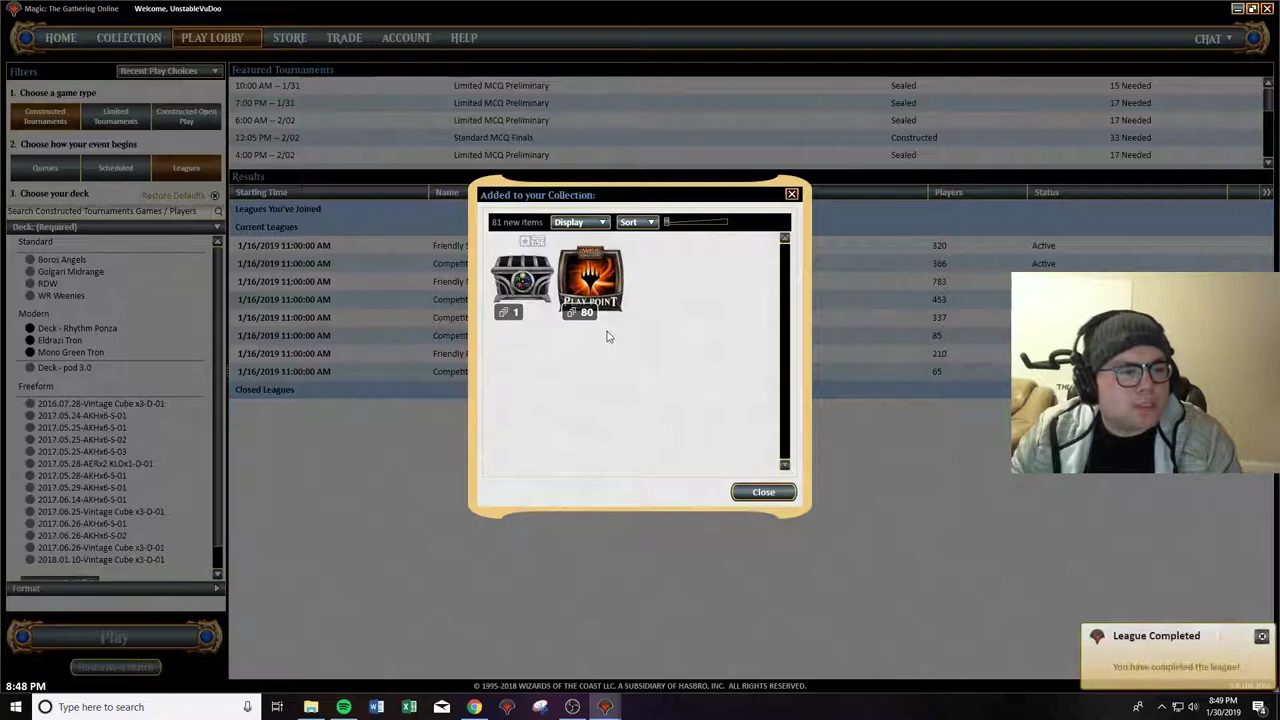 Magic: The Gathering Online Welcome, UnstableVuDoo
HOME COLLECTION PLAY LOBBY STORE TRADE ACCOUNT HELP CHAT
Filters Recent Play Choices
1. Choose a game type
Constructed Tournaments Limited Tournaments Constructed Open Play
2. Choose how your event begins
Queues Scheduled Leagues
3. Choose your deck Restore Defaults
Search Constructed Tournaments Games / Players
Deck: (Required)
Standard
Boros Angels
Golgari Midrange
RDW
WR Weenies
Modern
Deck - Rhythm Ponza
Eldrazi Tron
Mono Green Tron
Deck - pod 3.0
Freeform
2016.07.28-Vintage Cube x3-D-01
2017.05.24-AKHx6-S-01
2017.05.25-AKHx6-S-01
2017.05.25-AKHx6-S-02
2017.05.25-AKHx6-S-03
2017.05.28-AERx2 KLDx1-D-01
2017.05.28-AKHx6-S-01
2017.05.29-AKHx6-S-01
2017.06.14-AKHx6-S-01
2017.06.25-Vintage Cube x3-D-01
2017.06.26-AKHx6-S-01
2017.06.26-AKHx6-S-02
2017.06.26-Vintage Cube x3-D-01
2018.01.10-Vintage Cube x3-D-01
Format
Play
8:48 PM
Featured Tournaments
10:00 AM -- 1/31 Limited MCQ Preliminary Sealed 15 Needed
7:00 PM -- 1/31 Limited MCQ Preliminary Sealed 17 Needed
6:00 AM -- 2/02 Limited MCQ Preliminary Sealed 17 Needed
12:05 PM -- 2/02 Standard MCQ Finals Constructed 33 Needed
4:00 PM -- 2/02 Limited MCQ Preliminary Sealed 17 Needed
Results
Starting Time Name Players Status
Leagues You've Joined
Current Leagues
1/16/2019 11:00:00 AM Friendly 320 Active
1/16/2019 11:00:00 AM Competit 366 Active
1/16/2019 11:00:00 AM Friendly 783
1/16/2019 11:00:00 AM Competit 453
1/16/2019 11:00:00 AM Competit 337
1/16/2019 11:00:00 AM Competit 85
1/16/2019 11:00:00 AM Friendly 210
1/16/2019 11:00:00 AM Competit 65
Closed Leagues
Added to your Collection:
81 new items Display Sort
PLAY POINT
1 80
Close
League Completed
You have completed the league!
© 1995-2018 WIZARDS OF THE COAST LLC, A SUBSIDIARY OF HASBRO, INC. ALL RIGHTS RESERVED.
Type here to search
8:49 PM
1/30/2019